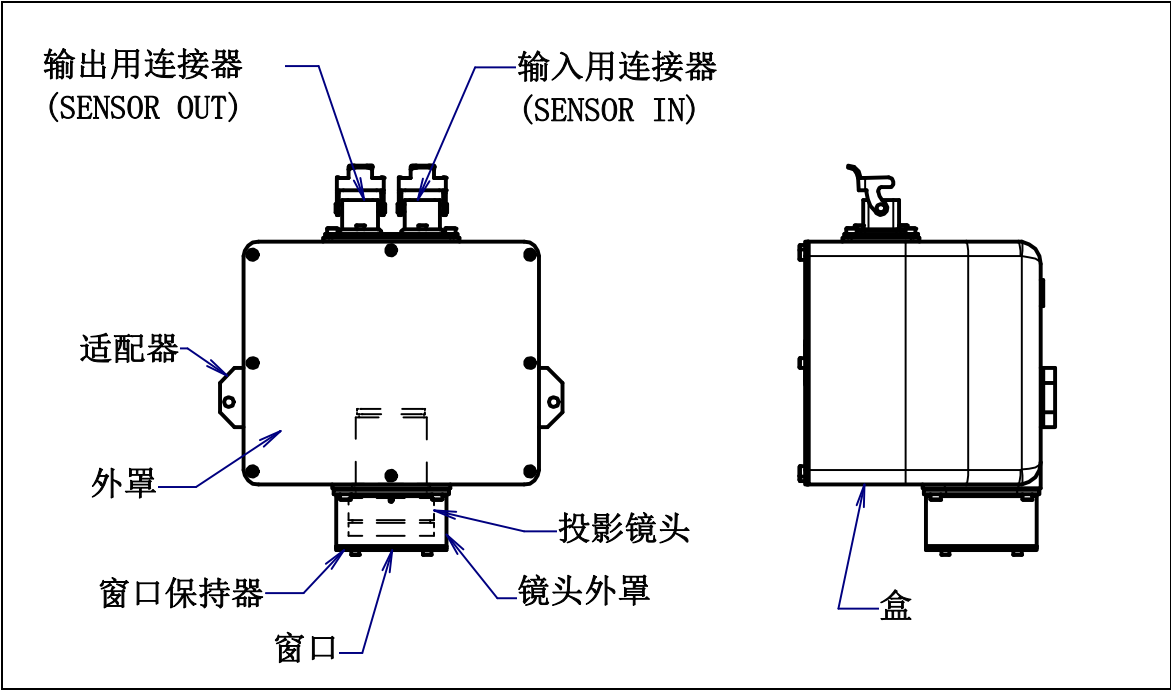 输出用连接器
(SENSOR OUT)
输入用连接器
(SENSOR IN)
适配器
外罩
投影镜头
窗口保持器
镜头外罩
窗口
盒